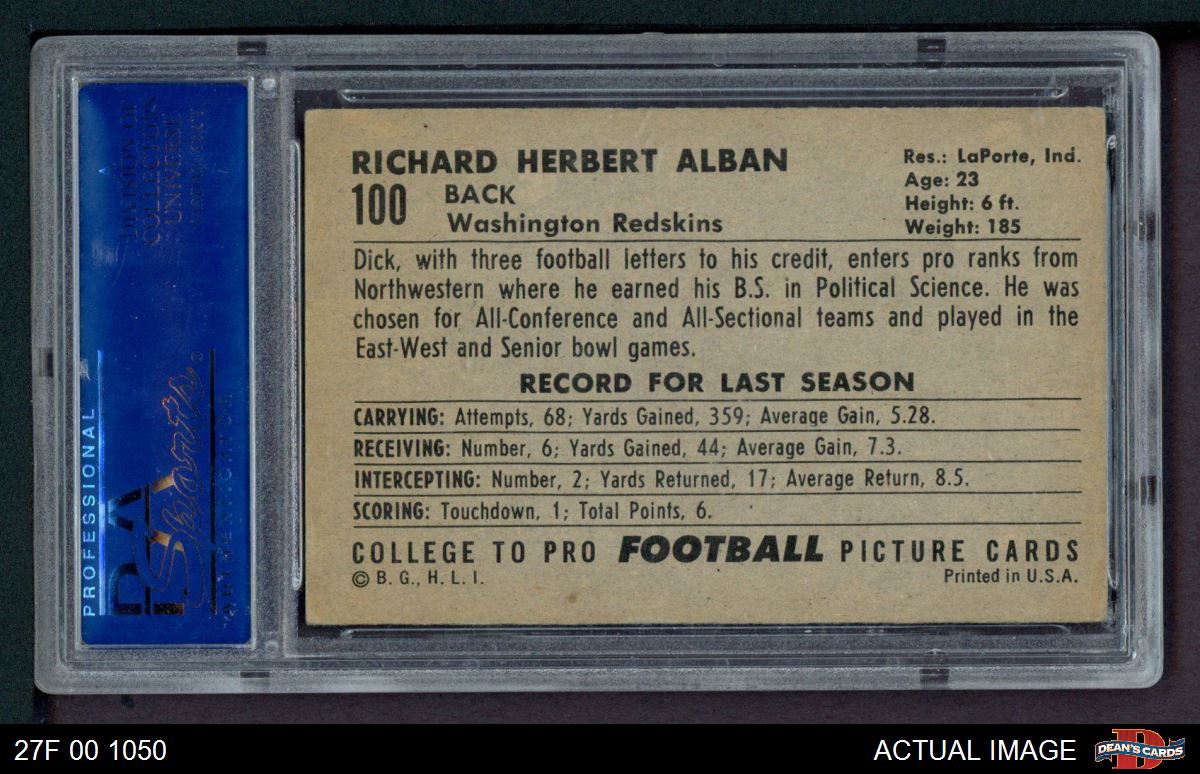 RICHARD HERBERT ALBAN
100
BACK
Washington Redskins
Res.: LaPorte, Ind.
Age: 23
Height: 6 ft.
Weight: 185
Dick, with three football letters to his credit, enters pro ranks from
Northwestern where he earned his B.S. in Political Science. He was
chosen for All-Conference and All-Sectional teams and played in the
East-West and Senior bowl games.
RECORD FOR LAST SEASON
CARRYING: Attempts, 68; Yards Gained, 359; Average Gain, 5.28.
RECEIVING: Number, 6; Yards Gained, 44; Average Gain, 7.3.
INTERCEPTING: Number, 2; Yards Returned, 17; Average Return, 8.5.
SCORING: Touchdown, 1; Total Points, 6.
COLLEGE TO PRO FOOTBALL PICTURE CARDS
© B. G., H. L. I.
Printed in U.S.A.
PROFESSIONAL
PSA
DIVISION OF
COLLECTORS
UNIVERSE
27F 00 1050
ACTUAL IMAGE
DEAN'S CARDS